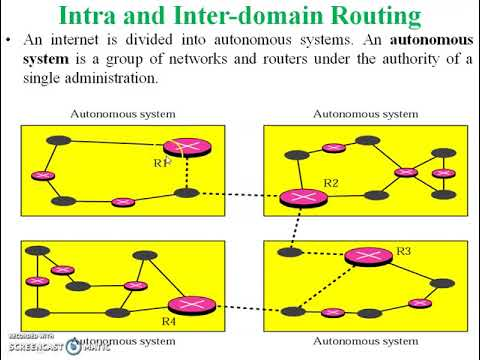 Intra and Inter-domain Routing
• An internet is divided into autonomous systems. An autonomous
system is a group of networks and routers under the authority of a
single administration.
Autonomous system Autonomous system
R1
R2
R3
R4
Autonomous system Autonomous system
RECORDED WITH
SCREENCAST MATIC